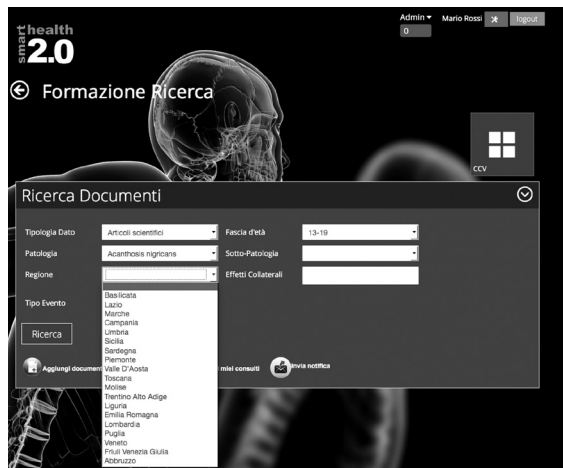 smart
health
2.0
Admin
Mario Rossi
logout
0
Formazione Ricerca
ccv
Ricerca Documenti
Tipologia Dato
Articoli scientifici
Fascia d'età
13-19
Patologia
Acanthosis nigricans
Sotto-Patologia
Regione
Effetti Collaterali
Tipo Evento
Basilicata
Lazio
Marche
Campania
Umbria
Sicilia
Sardegna
Piemonte
Valle D'Aosta
Toscana
Molise
Trentino Alto Adige
Liguria
Emilia Romagna
Lombardia
Puglia
Veneto
Friuli Venezia Giulia
Abbruzzo
Ricerca
Aggiungi document
miei consulti
Invia notifica